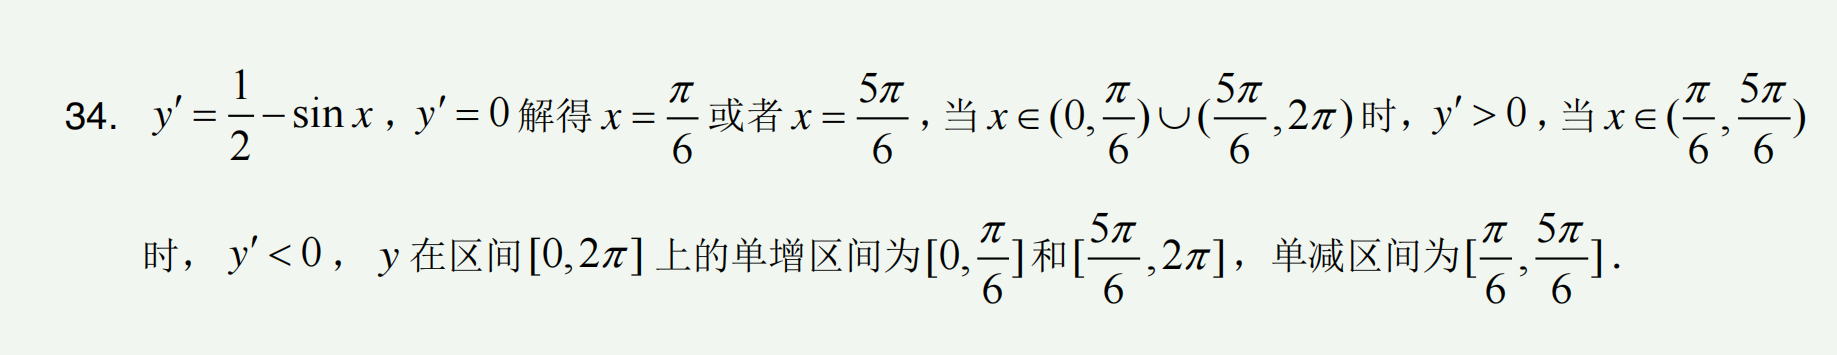 34. $y' = \frac{1}{2} - \sin x$，$y' = 0$ 解得 $x = \frac{\pi}{6}$ 或者 $x = \frac{5\pi}{6}$，当 $x \in (0, \frac{\pi}{6}) \cup (\frac{5\pi}{6}, 2\pi)$ 时，$y' > 0$，当 $x \in (\frac{\pi}{6}, \frac{5\pi}{6})$
时，$y' < 0$，$y$ 在区间 $[0, 2\pi]$ 上的单增区间为 $[0, \frac{\pi}{6}]$ 和 $[\frac{5\pi}{6}, 2\pi]$，单减区间为 $[\frac{\pi}{6}, \frac{5\pi}{6}]$．